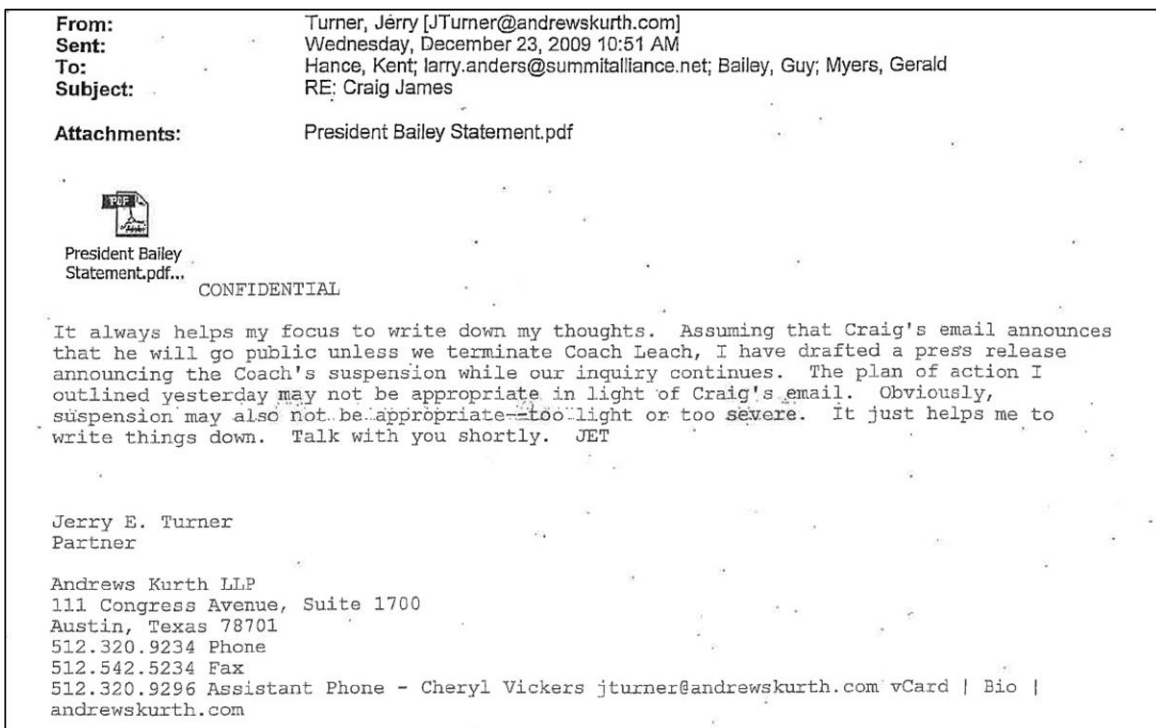 From: Turner, Jerry [JTurner@andrewskurth.com]
Sent: Wednesday, December 23, 2009 10:51 AM
To: Hance, Kent; larry.anders@summitalliance.net; Bailey, Guy; Myers, Gerald
Subject: RE: Craig James
Attachments: President Bailey Statement.pdf
PDF
President Bailey
Statement.pdf...
CONFIDENTIAL
It always helps my focus to write down my thoughts. Assuming that Craig's email announces
that he will go public unless we terminate Coach Leach, I have drafted a press release
announcing the Coach's suspension while our inquiry continues. The plan of action I
outlined yesterday may not be appropriate in light of Craig's email. Obviously,
suspension may also not be appropriate--too light or too severe. It just helps me to
write things down. Talk with you shortly. JET
Jerry E. Turner
Partner
Andrews Kurth LLP
111 Congress Avenue, Suite 1700
Austin, Texas 78701
512.320.9234 Phone
512.542.5234 Fax
512.320.9296 Assistant Phone - Cheryl Vickers jturner@andrewskurth.com vCard | Bio |
andrewskurth.com